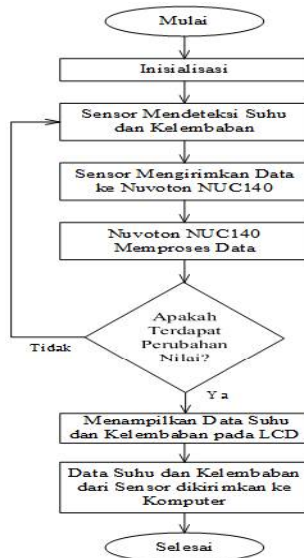 Mulai
Inisialisasi
Sensor Mendeteksi Suhu
dan Kelembaban
Sensor Mengirimkan Data
ke Nuvoton NUC140
Nuvoton NUC140
Memproses Data
Apakah
Terdapat
Perubahan
Nilai?
Tidak
Ya
Menampilkan Data Suhu
dan Kelembaban pada LCD
Data Suhu dan Kelembaban
dari Sensor dikirimkan ke
Komputer
Selesai